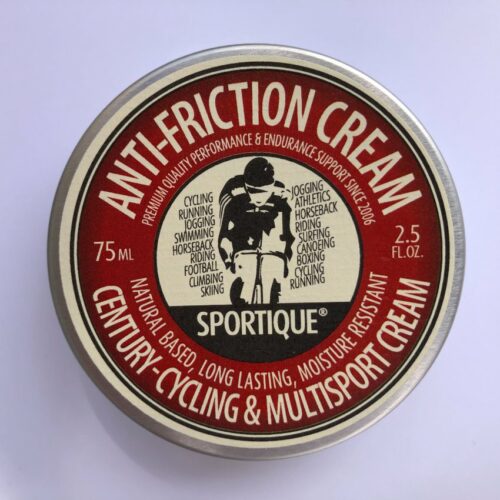 ANTI-FRICTION CREAM
PREMIUM QUALITY PERFORMANCE & ENDURANCE SUPPORT SINCE 2006
CYCLING
RUNNING
JOGGING
SWIMMING
HORSEBACK
RIDING
FOOTBALL
CLIMBING
SKIING
JOGGING
ATHLETICS
HORSEBACK
RIDING
SURFING
CANOEING
BOXING
CYCLING
RUNNING
75 ML
2.5
FL.OZ.
SPORTIQUE®
NATURAL BASED, LONG LASTING, MOISTURE RESISTANT
CENTURY-CYCLING & MULTISPORT CREAM